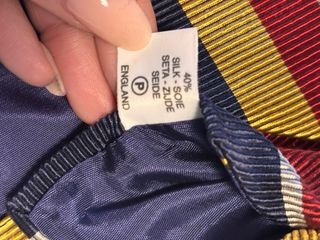 40%
SILK - SOIE
SETA - ZIJDE
SEIDE
P
ENGLAND